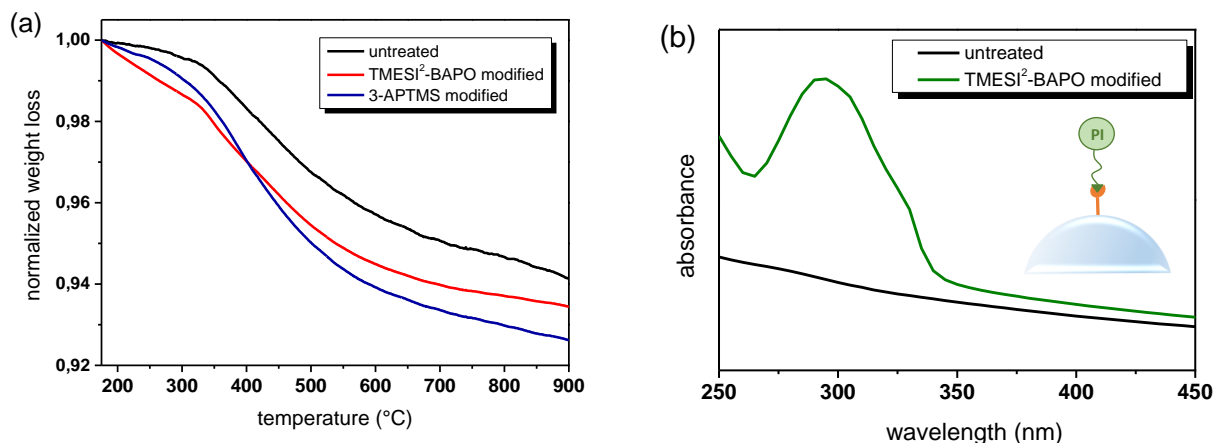 (a)
1,00
0,98
0,96
0,94
0,92
normalized weight loss
untreated
TMESI²-BAPO modified
3-APTMS modified
200 300 400 500 600 700 800 900
temperature (°C)
(b)
absorbance
untreated
TMESI²-BAPO modified
PI
250 300 350 400 450
wavelength (nm)